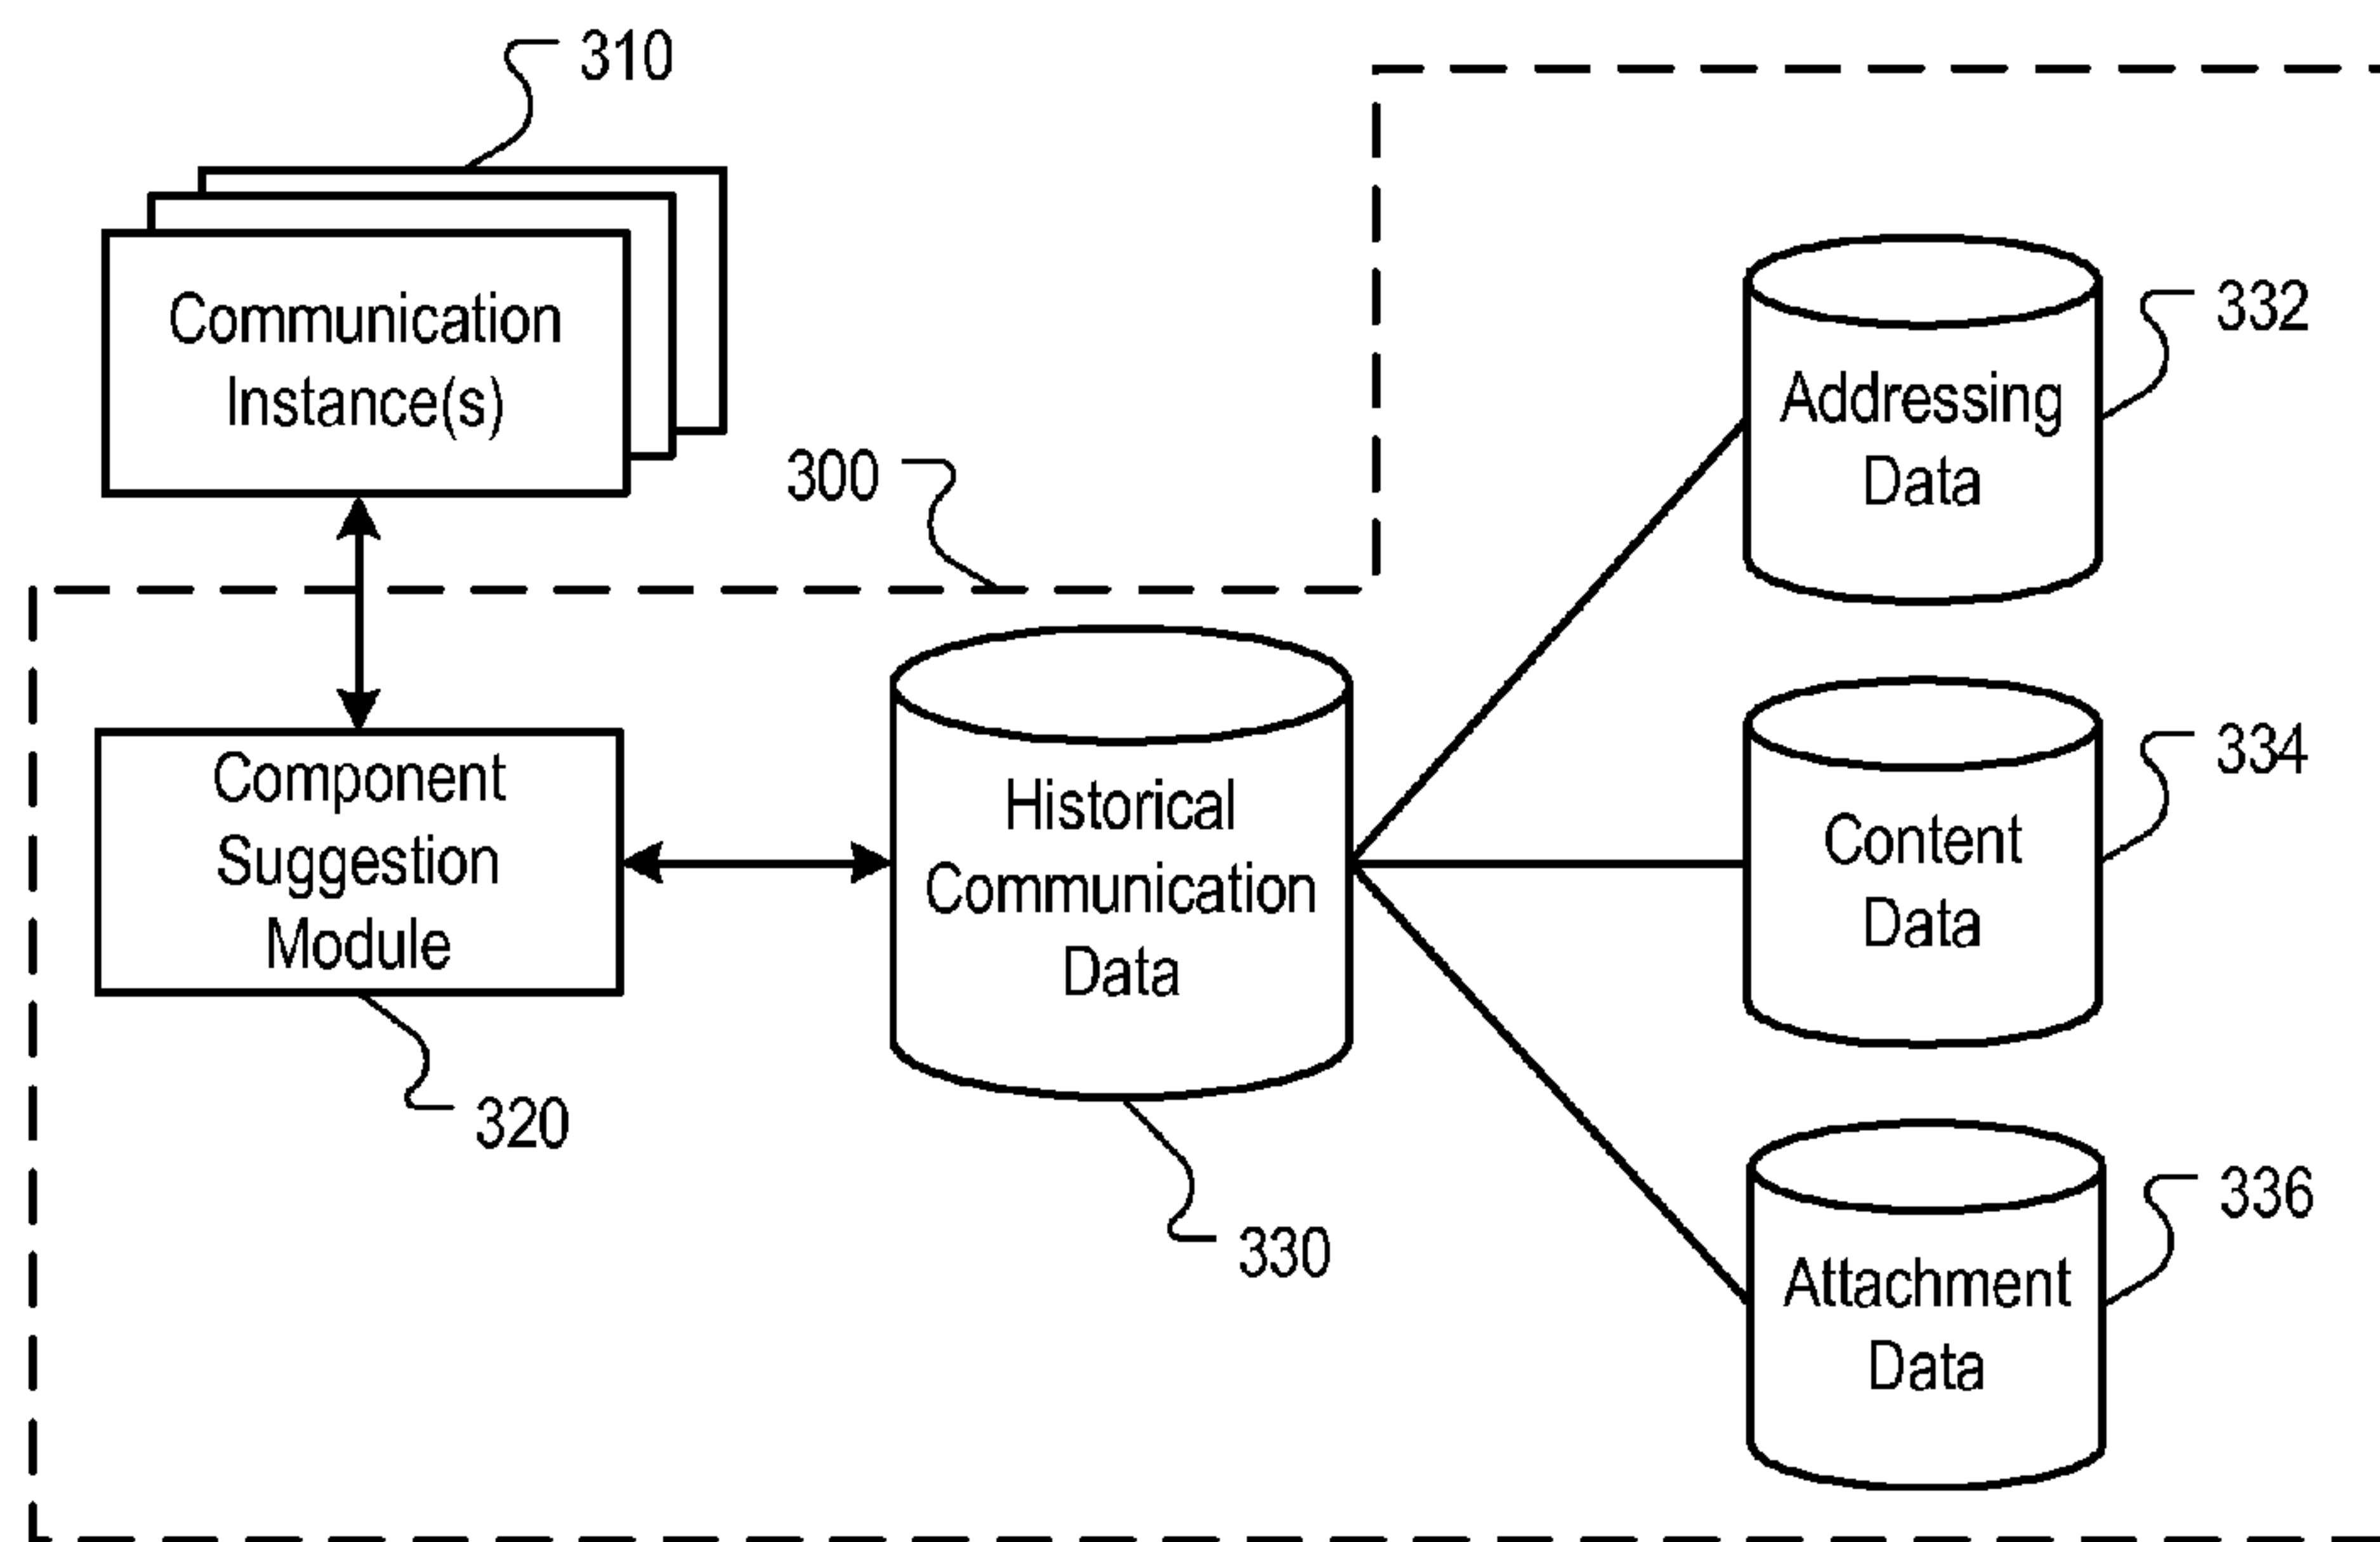 310
Communication
Instance(s)
300
332
Addressing
Data
Component
Suggestion
Module
320
Historical
Communication
Data
330
334
Content
Data
336
Attachment
Data